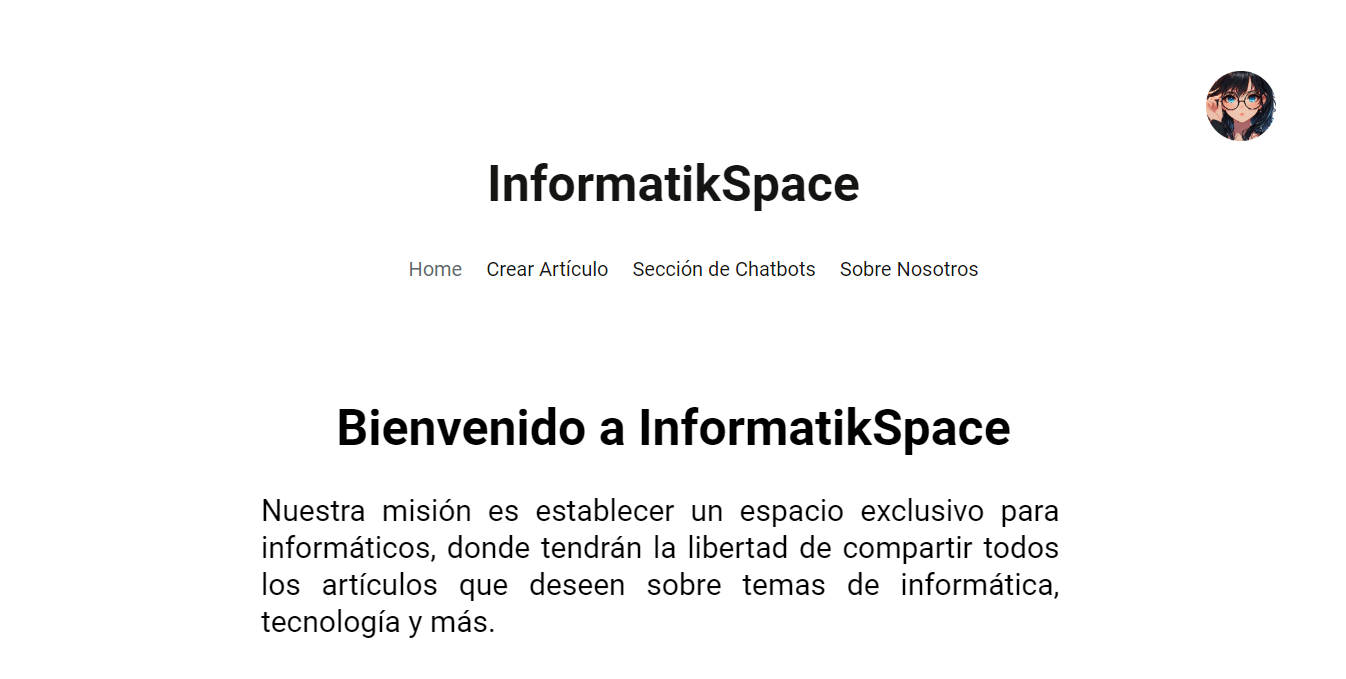 InformatikSpace
Home Crear Artículo Sección de Chatbots Sobre Nosotros
Bienvenido a InformatikSpace
Nuestra misión es establecer un espacio exclusivo para
informáticos, donde tendrán la libertad de compartir todos
los artículos que deseen sobre temas de informática,
tecnología y más.